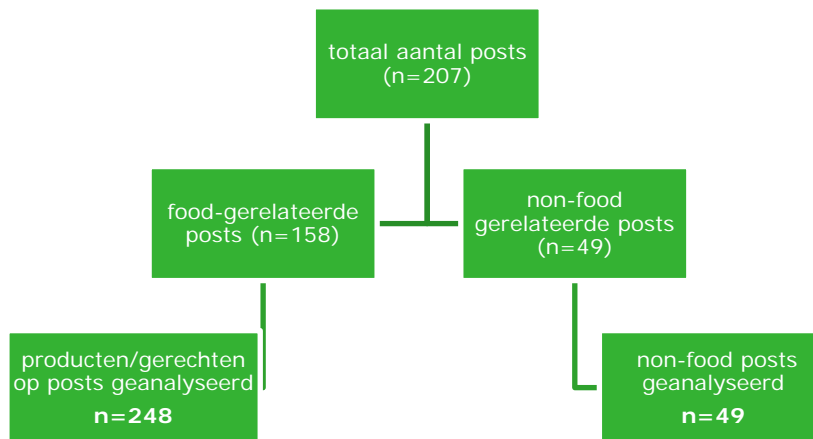 totaal aantal posts
(n=207)
food-gerelateerde
posts (n=158)
non-food
gerelateerde posts
(n=49)
producten/gerechten
op posts geanalyseerd
n=248
non-food posts
geanalyseerd
n=49